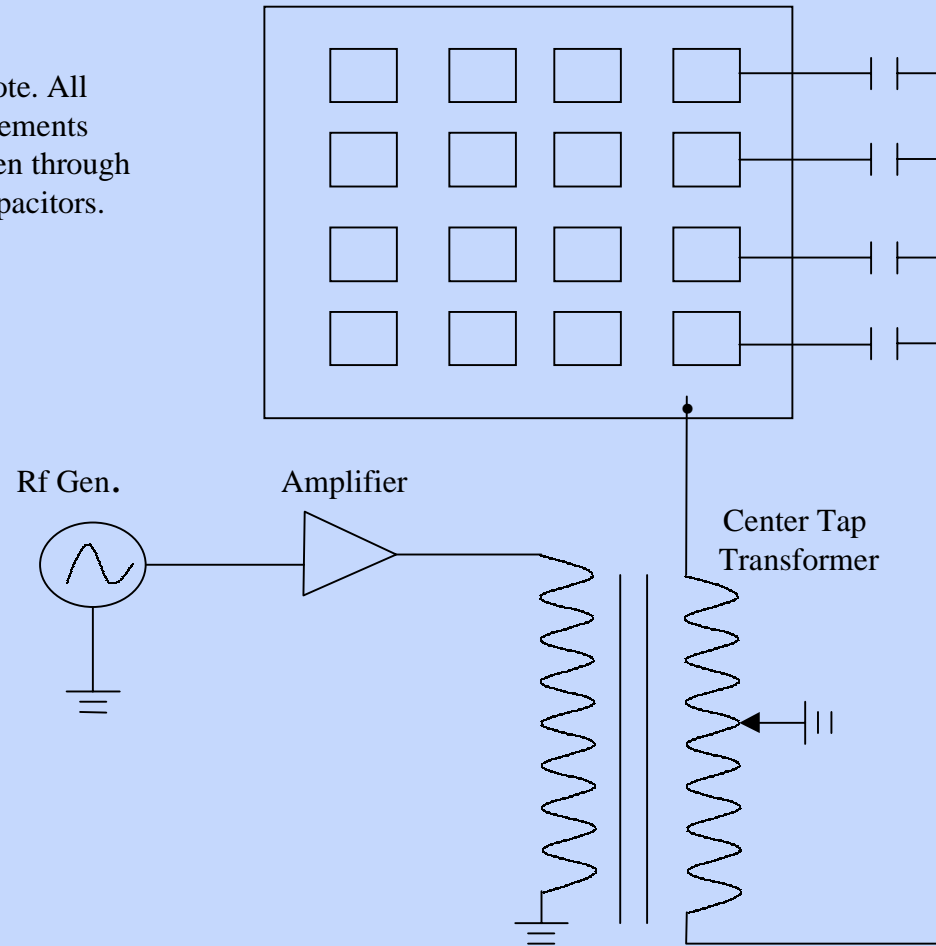 ote. All
ements
en through
pacitors.
Rf Gen.
Amplifier
Center Tap
Transformer